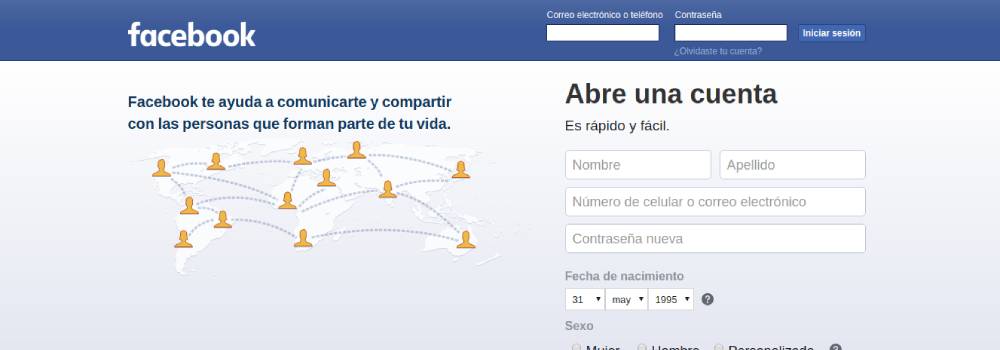 facebook
Correo electrónico o teléfono
Contraseña
Iniciar sesión
¿Olvidaste tu cuenta?
Facebook te ayuda a comunicarte y compartir
con las personas que forman parte de tu vida.
Abre una cuenta
Es rápido y fácil.
Nombre
Apellido
Número de celular o correo electrónico
Contraseña nueva
Fecha de nacimiento
31
may
1995
?
Sexo
Mujer
Hombre
Personalizado